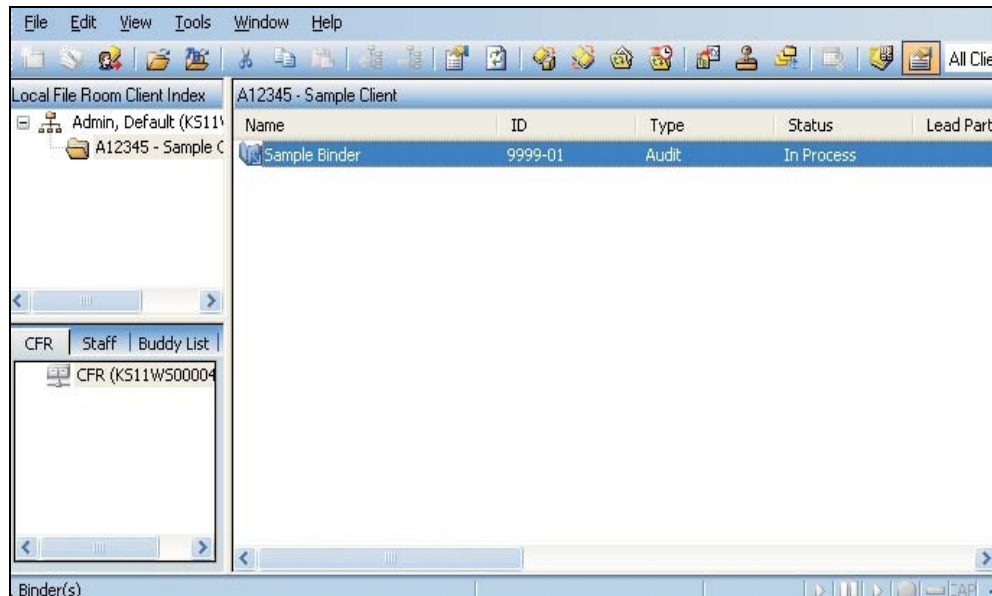 File Edit View Tools Window Help
All Clie
Local File Room Client Index
Admin, Default (KS11
A12345 - Sample C
A12345 - Sample Client
Name ID Type Status Lead Part
Sample Binder 9999-01 Audit In Process
CFR Staff Buddy List
CFR (KS11WS00004
Binder(s)
CAP